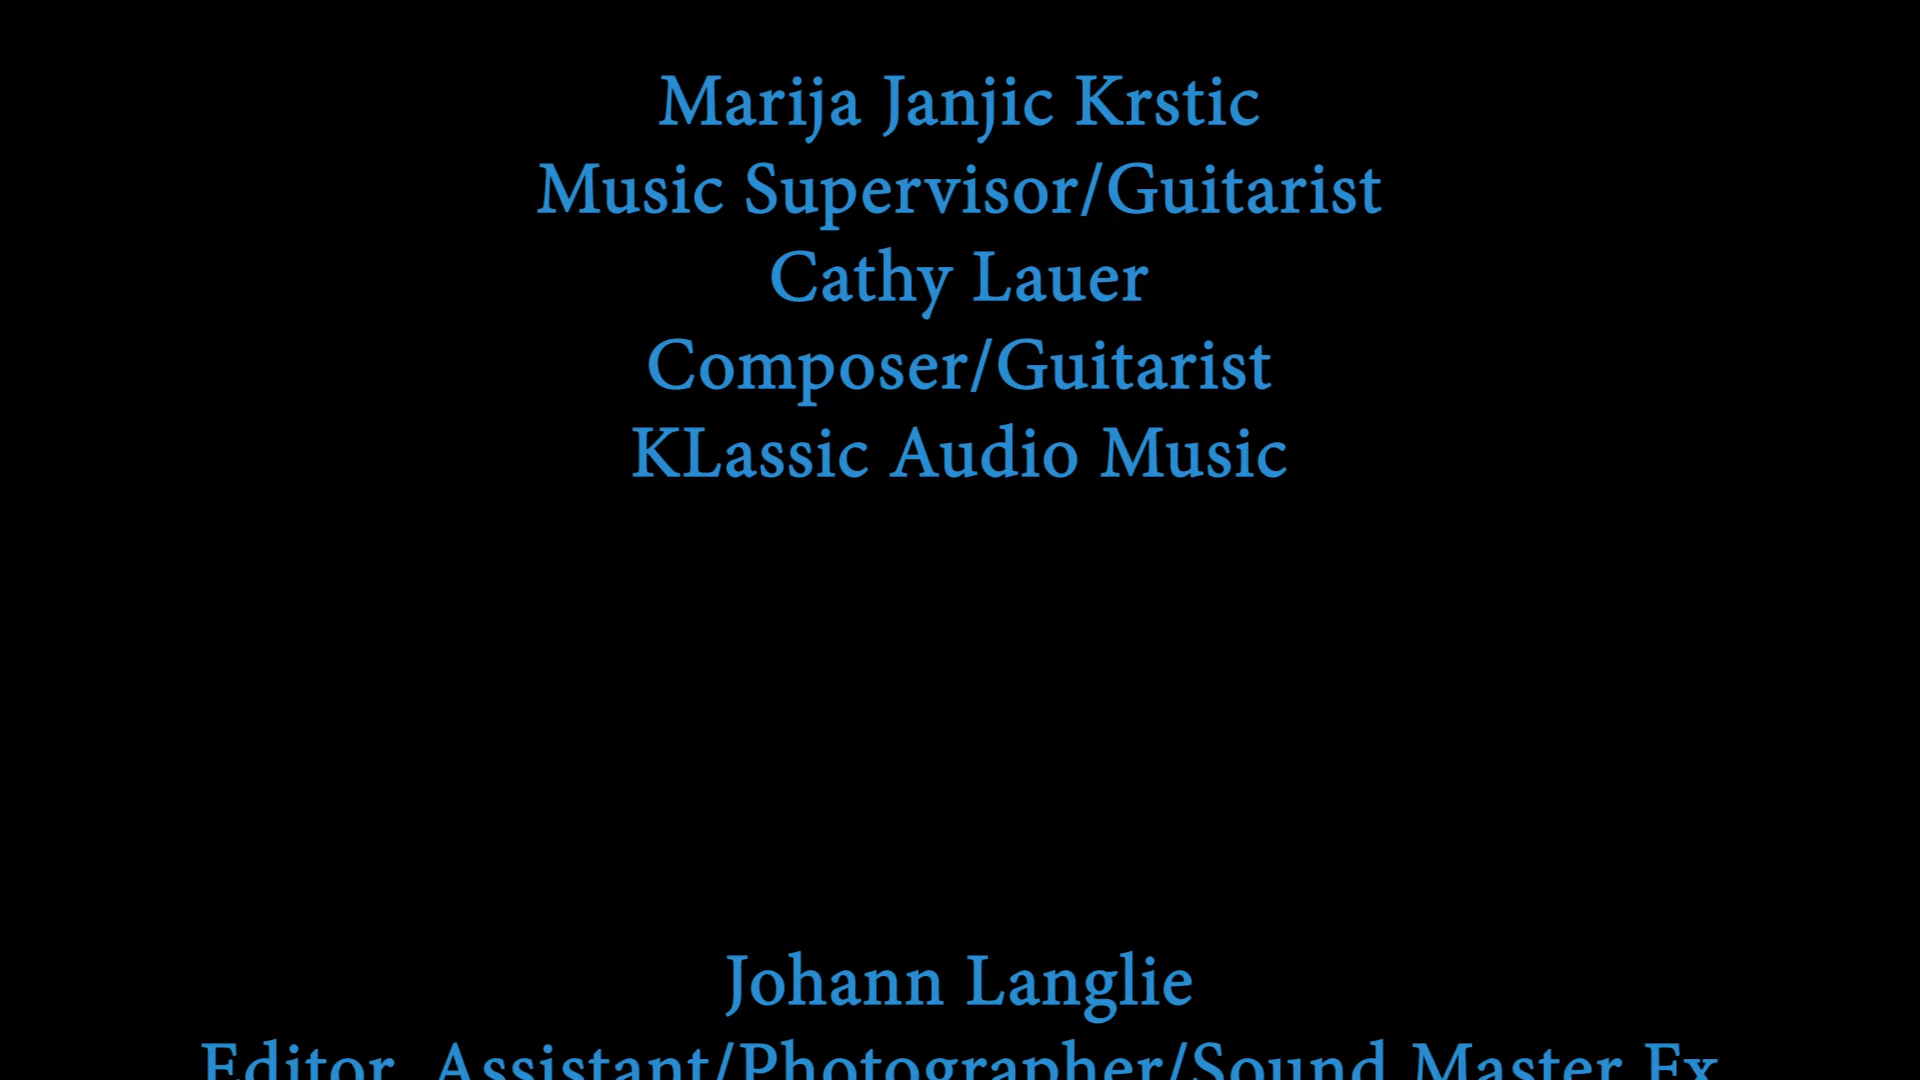 Marija Janjic Krstic
Music Supervisor/Guitarist
Cathy Lauer
Composer/Guitarist
KLassic Audio Music
Johann Langlie
Editor Assistant/Photographer/Sound Master Fx